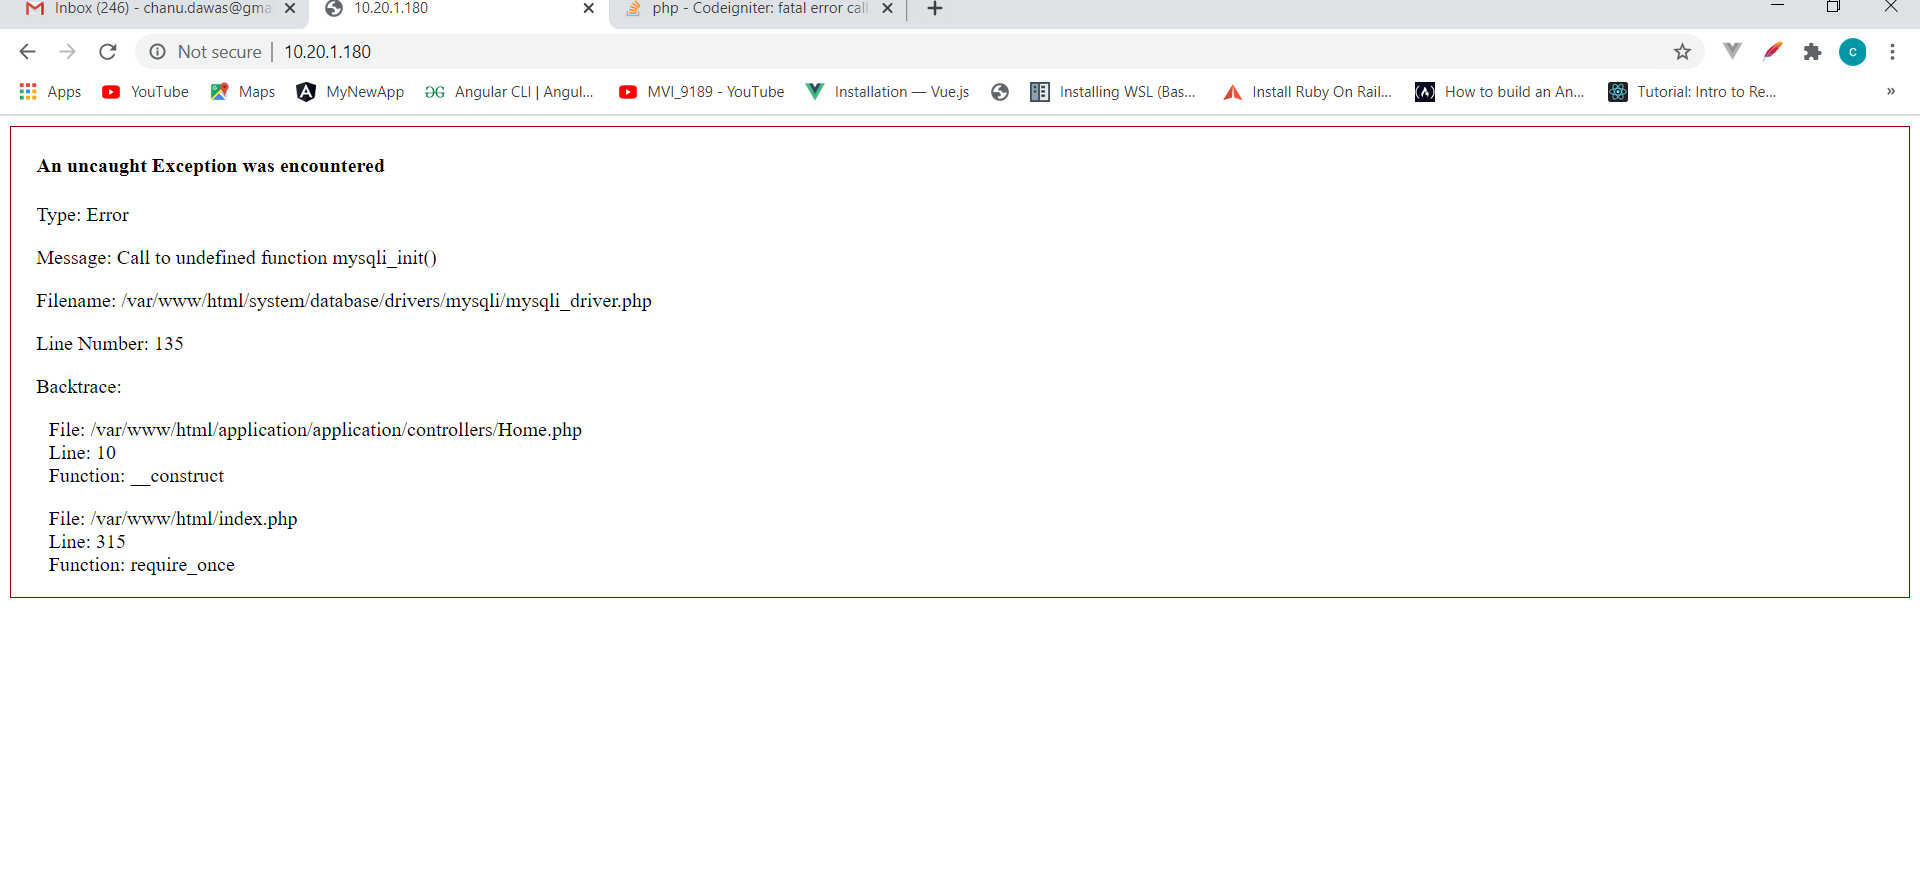 Inbox (246) - chanu.dawas@gma
10.20.1.180
php - Codeigniter: fatal error call
Not secure
10.20.1.180
C
Apps
YouTube
Maps
MyNewApp
Angular CLI | Angul...
MVI_9189 - YouTube
Installation — Vue.js
Installing WSL (Bas...
Install Ruby On Rail...
How to build an An...
Tutorial: Intro to Re...
»
An uncaught Exception was encountered
Type: Error
Message: Call to undefined function mysqli_init()
Filename: /var/www/html/system/database/drivers/mysqli/mysqli_driver.php
Line Number: 135
Backtrace:
File: /var/www/html/application/application/controllers/Home.php
Line: 10
Function: __construct
File: /var/www/html/index.php
Line: 315
Function: require_once